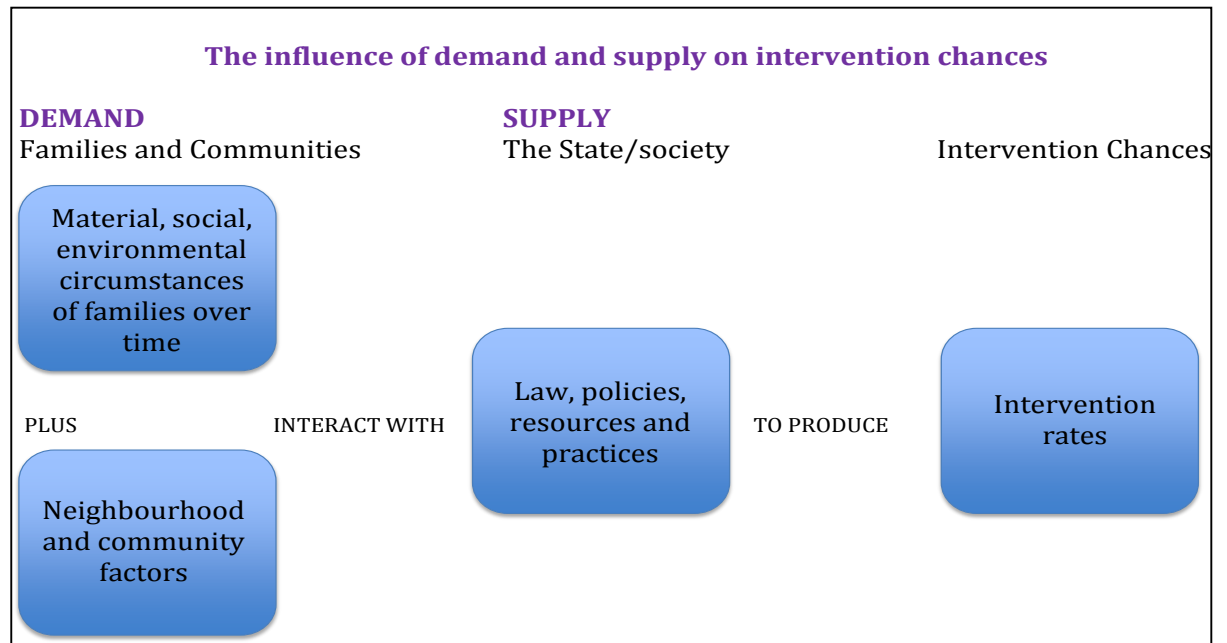 The influence of demand and supply on intervention chances
DEMAND
Families and Communities
SUPPLY
The State/society
Intervention Chances
Material, social,
environmental
circumstances
of families over
time
PLUS
Neighbourhood
and community
factors
INTERACT WITH
Law, policies,
resources and
practices
TO PRODUCE
Intervention
rates